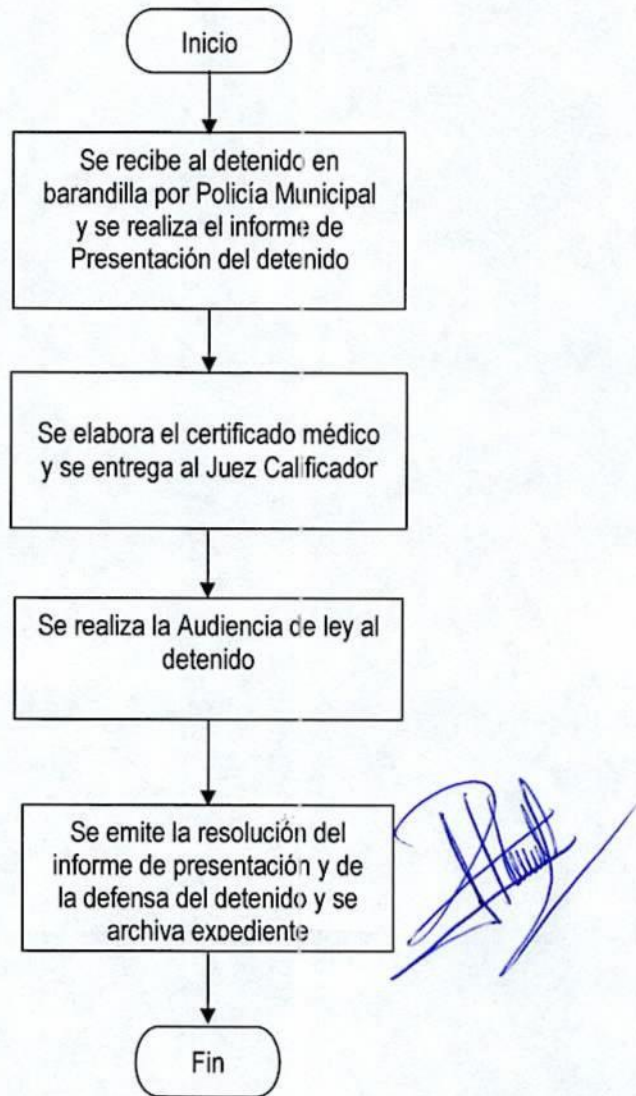 Inicio
Se recibe al detenido en
barandilla por Policía Municipal
y se realiza el informe de
Presentación del detenido
Se elabora el certificado médico
y se entrega al Juez Calificador
Se realiza la Audiencia de ley al
detenido
Se emite la resolución del
informe de presentación y de
la defensa del detenido y se
archiva expediente
Fin